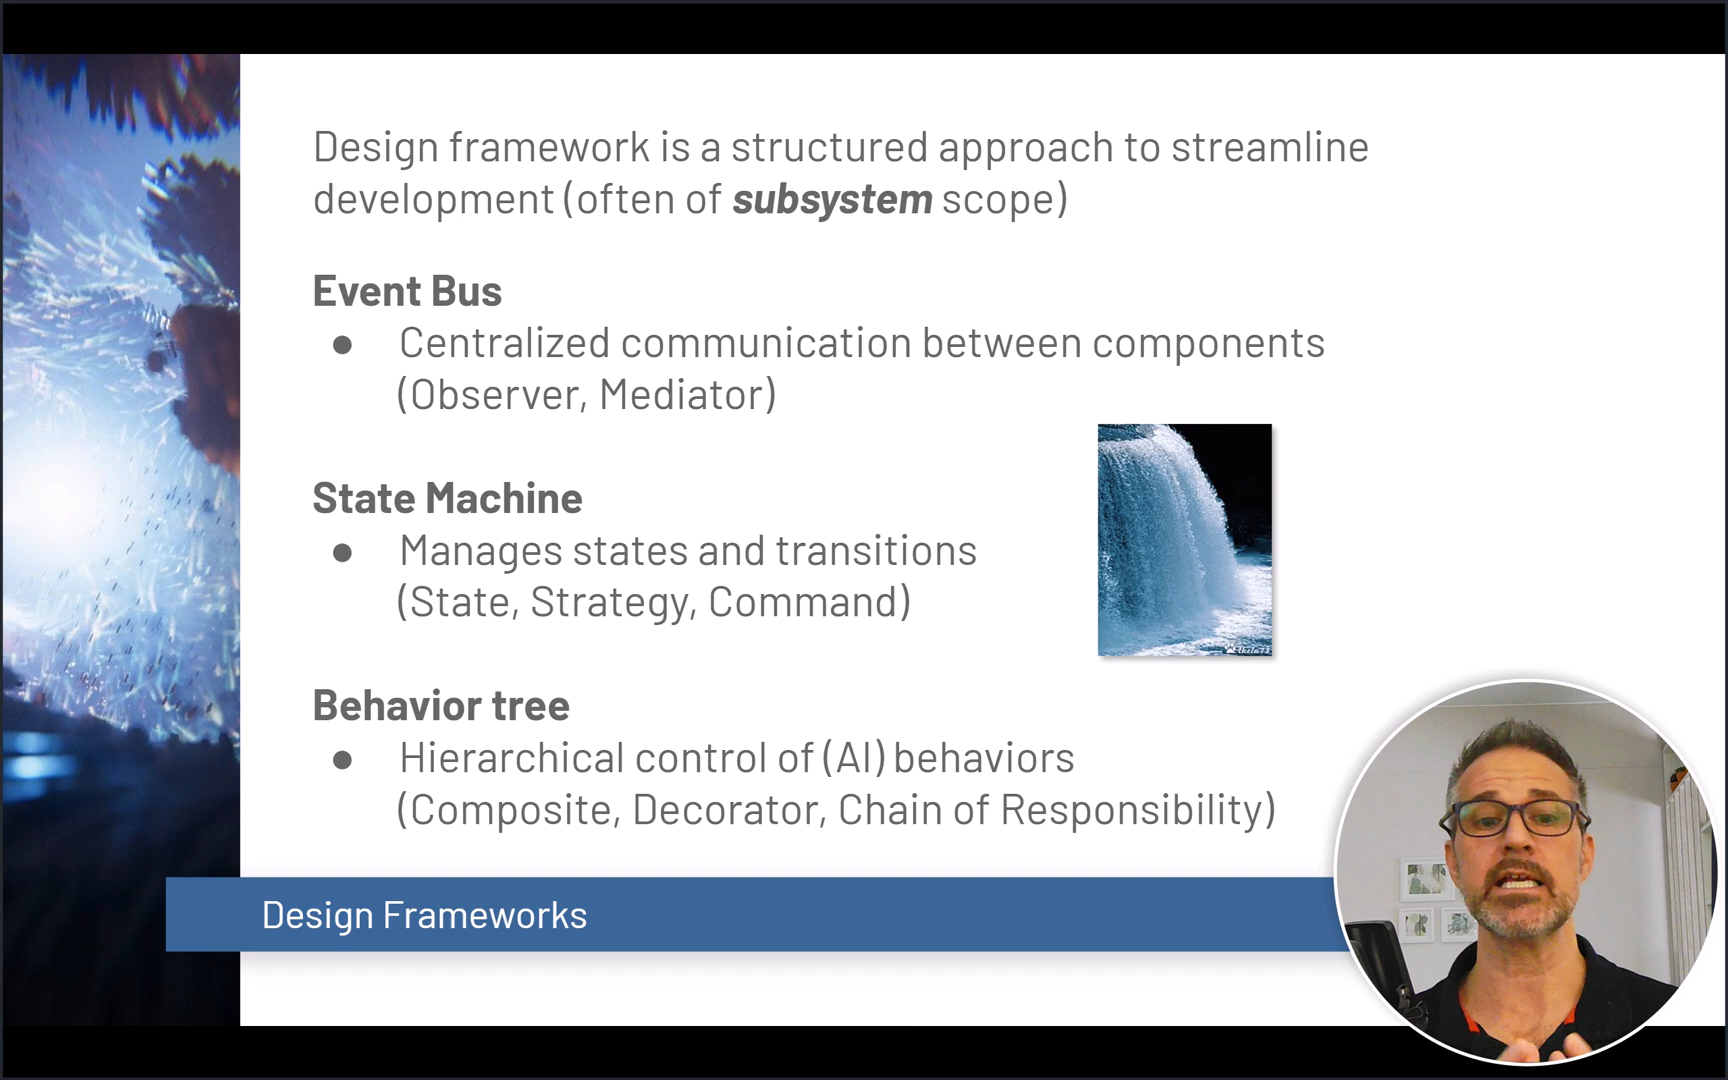 Design framework is a structured approach to streamline
development (often of subsystem scope)
Event Bus
● Centralized communication between components
(Observer, Mediator)
State Machine
● Manages states and transitions
(State, Strategy, Command)
Behavior tree
● Hierarchical control of (AI) behaviors
(Composite, Decorator, Chain of Responsibility)
Design Frameworks